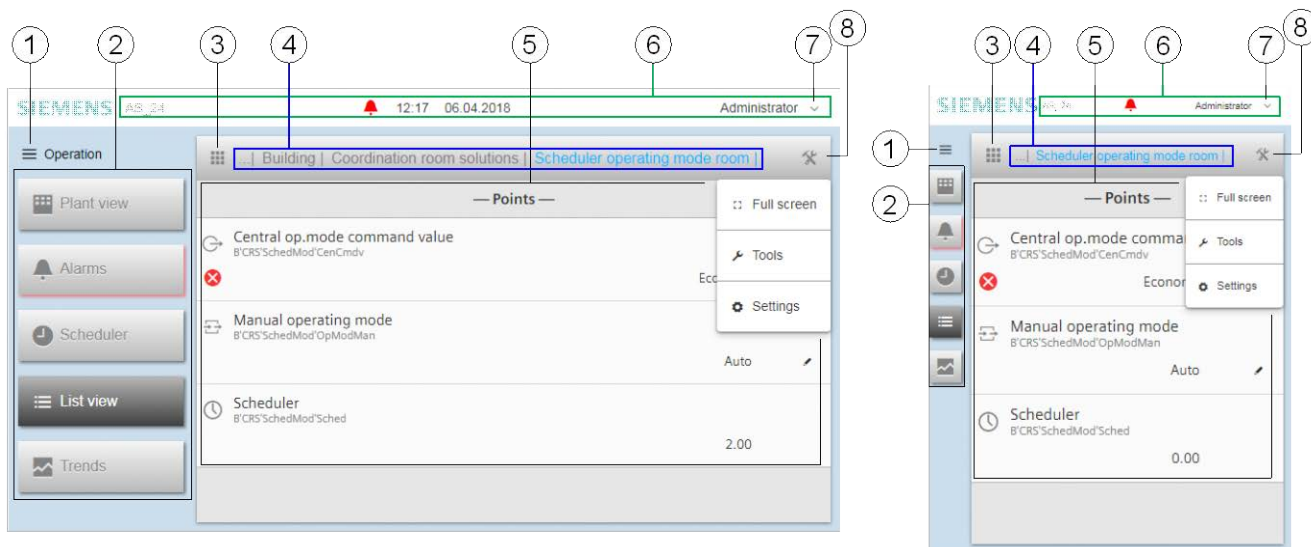 1 2 3 4 5 6 7 8
SIEMENS AS_24 12:17 06.04.2018 Administrator
Operation
...| Building | Coordination room solutions | Scheduler operating mode room |
Plant view
Alarms
Scheduler
List view
Trends
— Points —
Central op.mode command value
B'CRS'SchedMod'CenCmdv
Ecc
Manual operating mode
B'CRS'SchedMod'OpModMan
Auto
Scheduler
B'CRS'SchedMod'Sched
2.00
Full screen
Tools
Settings
3 4 5 6 7 8
SIEMENS Administrator
1
2
...| Scheduler operating mode room |
— Points —
Central op.mode comma
B'CRS'SchedMod'CenCmdv
Econor
Manual operating mode
B'CRS'SchedMod'OpModMan
Auto
Scheduler
B'CRS'SchedMod'Sched
0.00
Full screen
Tools
Settings